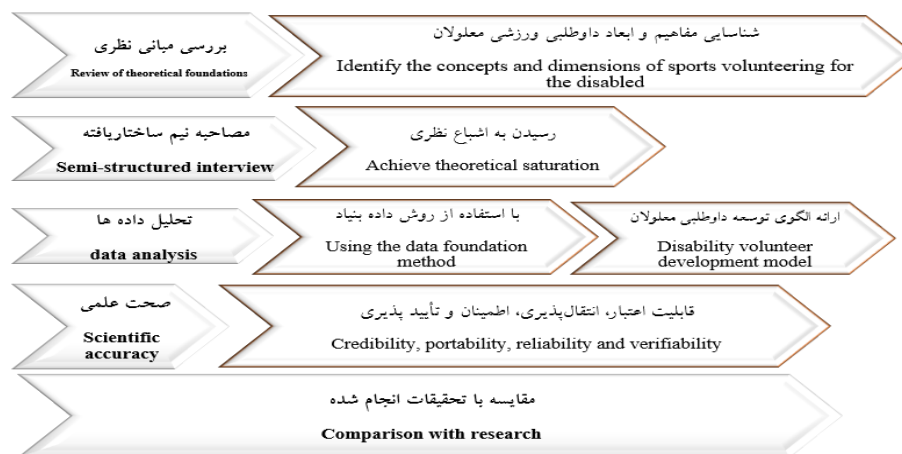 بررسی مبانی نظری
Review of theoretical foundations
شناسایی مفاهیم و ابعاد داوطلبی ورزشی معلولان
Identify the concepts and dimensions of sports volunteering for
the disabled
مصاحبه نیم ساختاریافته
Semi-structured interview
رسیدن به اشباع نظری
Achieve theoretical saturation
تحلیل داده ها
data analysis
با استفاده از روش داده بنیاد
Using the data foundation
method
ارائه الگوی توسعه داوطلبی معلولان
Disability volunteer
development model
صحت علمی
Scientific
accuracy
قابلیت اعتبار، انتقال‌پذیری، اطمینان و تأیید پذیری
Credibility, portability, reliability and verifiability
مقایسه با تحقیقات انجام شده
Comparison with research